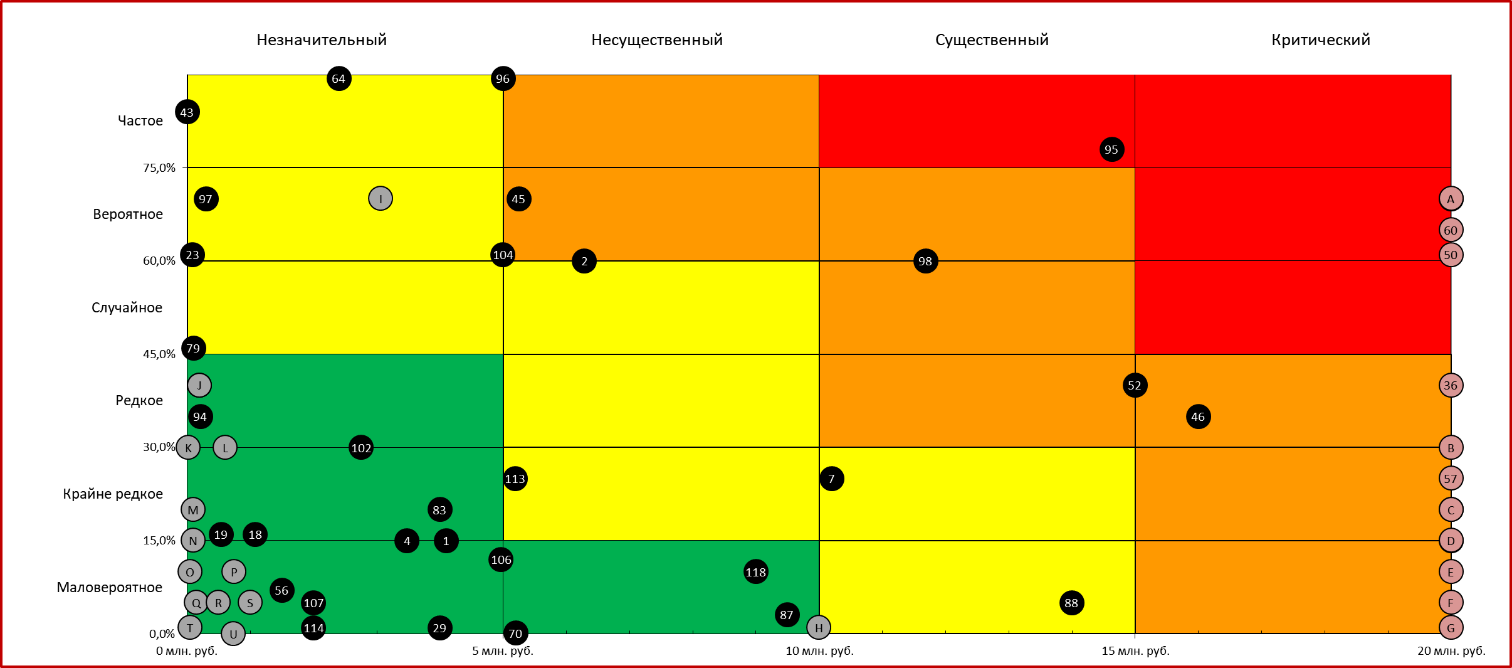 Незначительный Несущественный Существенный Критический
64 96
43
Частое
95
75,0%
97 I 45 A
Вероятное
60
23 104 50
60,0% 2 98
Случайное
79
45,0%
J 52 36
Редкое
94 46
30,0% K L 102 B
113 7 57
Крайне редкое
M 83 C
19 18
15,0% N 4 1 D
106
O P 118 E
Маловероятное
56
Q R S 107 88 F
87
T 114 29 H G
0,0% U 70
0 млн. руб. 5 млн. руб. 10 млн. руб. 15 млн. руб. 20 млн. руб.